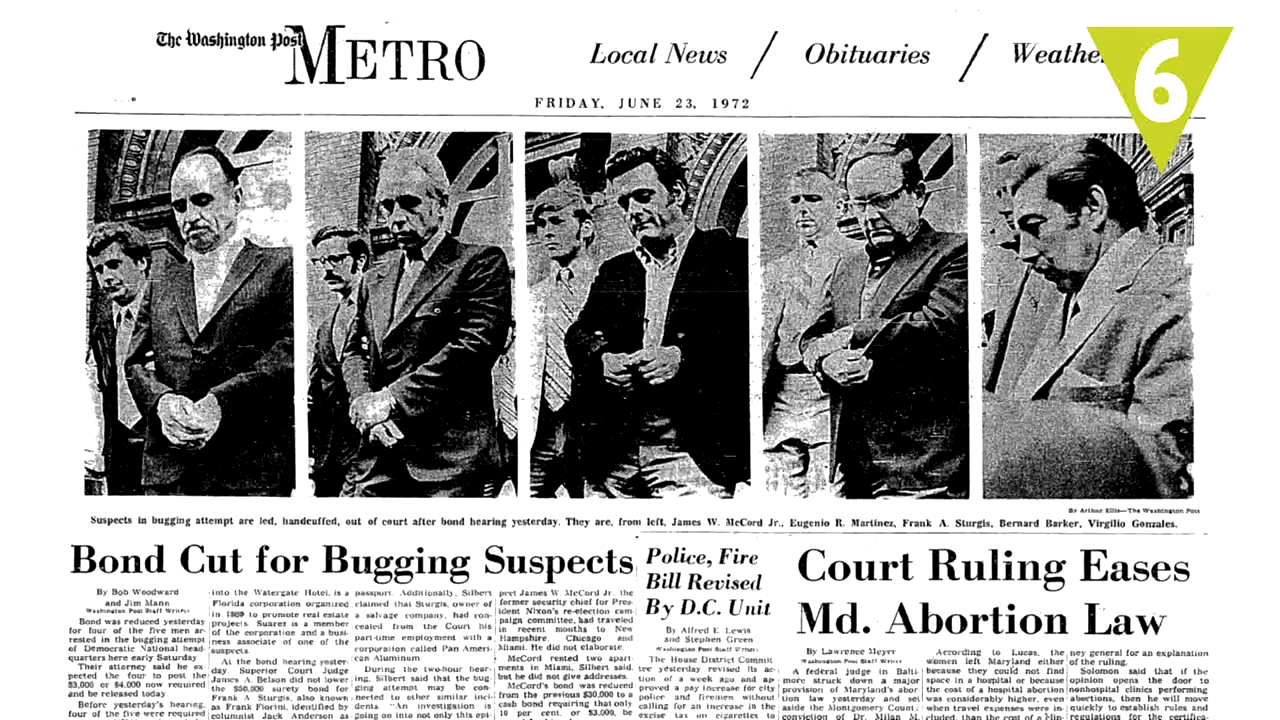 The Washington Post
METRO
Local News / Obituaries / Weather
6
FRIDAY, JUNE 23, 1972
By Arthur Ellis—The Washington Post
Suspects in bugging attempt are led, handcuffed, out of court after bond hearing yesterday. They are, from left, James W. McCord Jr., Eugenio R. Martinez, Frank A. Sturgis, Bernard Barker, Virgilio Gonzales.
Bond Cut for Bugging Suspects
By Bob Woodward
and Jim Mann
Washington Post Staff Writers
Bond was reduced yesterday
for four of the five men ar-
rested in the bugging attempt
of Democratic National head-
quarters here early Saturday.
Their attorney said he ex-
pected the four to post the
$3,000 or $4,000 now required
and be released today.
Before yesterday's hearing,
four of the five were required
into the Watergate Hotel, is a
Florida corporation organized
in 1969 to promote real estate
projects. Suarez is a member
of the corporation and a busi-
ness associate of one of the
suspects.
At the bond hearing yester-
day Superior Court Judge
James A. Belson did not lower
the $50,000 surety bond for
Frank A Sturgis, also known
as Frank Fiorini, identified by
columnist Jack Anderson as
passport. Additionally, Silbert
claimed that Sturgis, owner of
a salvage company, had con-
cealed from the Court his
part-time employment with a
corporation called Pan Ameri-
can Aluminum
During the two-hour hear-
ing, Silbert said that the bug-
ging attempt may be con-
nected to other similar inci-
dents "An investigation is
going on into not only this epi-
pect James W McCord Jr. the
former security chief for Pres-
ident Nixon's re-election cam-
paign committee, had traveled
in recent months to New
Hampshire, Chicago and
Miami. He did not elaborate.
McCord rented two apart-
ments in Miami, Silbert said,
but he did not give addresses.
McCord's bond was reduced
from the previous $30,000 to a
cash bond requiring that only
10 per cent, or $3,000, be
Police, Fire
Bill Revised
By D.C. Unit
By Alfred E Lewis
and Stephen Green
Washington Post Staff Writers
The House District Commit-
tee yesterday revised its ac-
tion of a week ago and ap-
proved a pay increase for city
police and firemen without
calling for an increase in the
excise tax on cigarettes to
Court Ruling Eases
Md. Abortion Law
By Lawrence Meyer
Washington Post Staff Writer
A federal judge in Balti-
more struck down a major
provision of Maryland's abor-
tion law yesterday and set
aside the Montgomery County
conviction of Dr. Milan M.
According to Lucas, the
women left Maryland either
because they could not find
space in a hospital or because
the cost of a hospital abortion
was considerably higher, even
when travel expenses were in-
cluded, than the cost of a
ney general for an explanation
of the ruling.
Solomon said that if the
opinion opens the door to
nonhospital clinics performing
abortions, then he will move
quickly to establish rules and
regulations for the certifica-